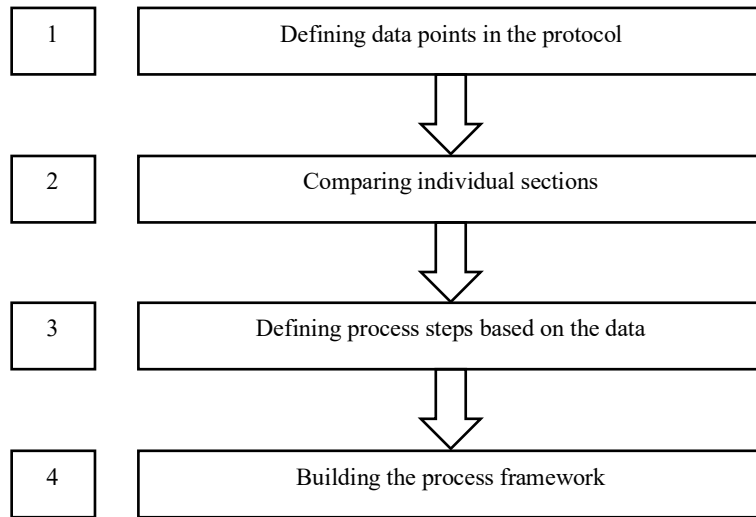 1 Defining data points in the protocol
2 Comparing individual sections
3 Defining process steps based on the data
4 Building the process framework